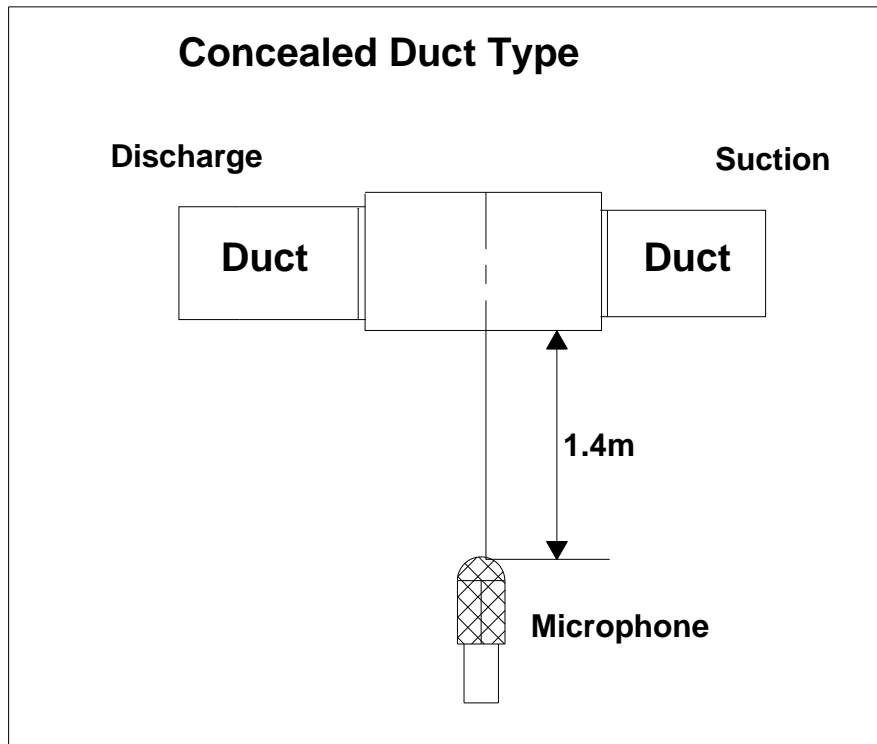 Concealed Duct Type
Discharge
Suction
Duct
Duct
1.4m
Microphone